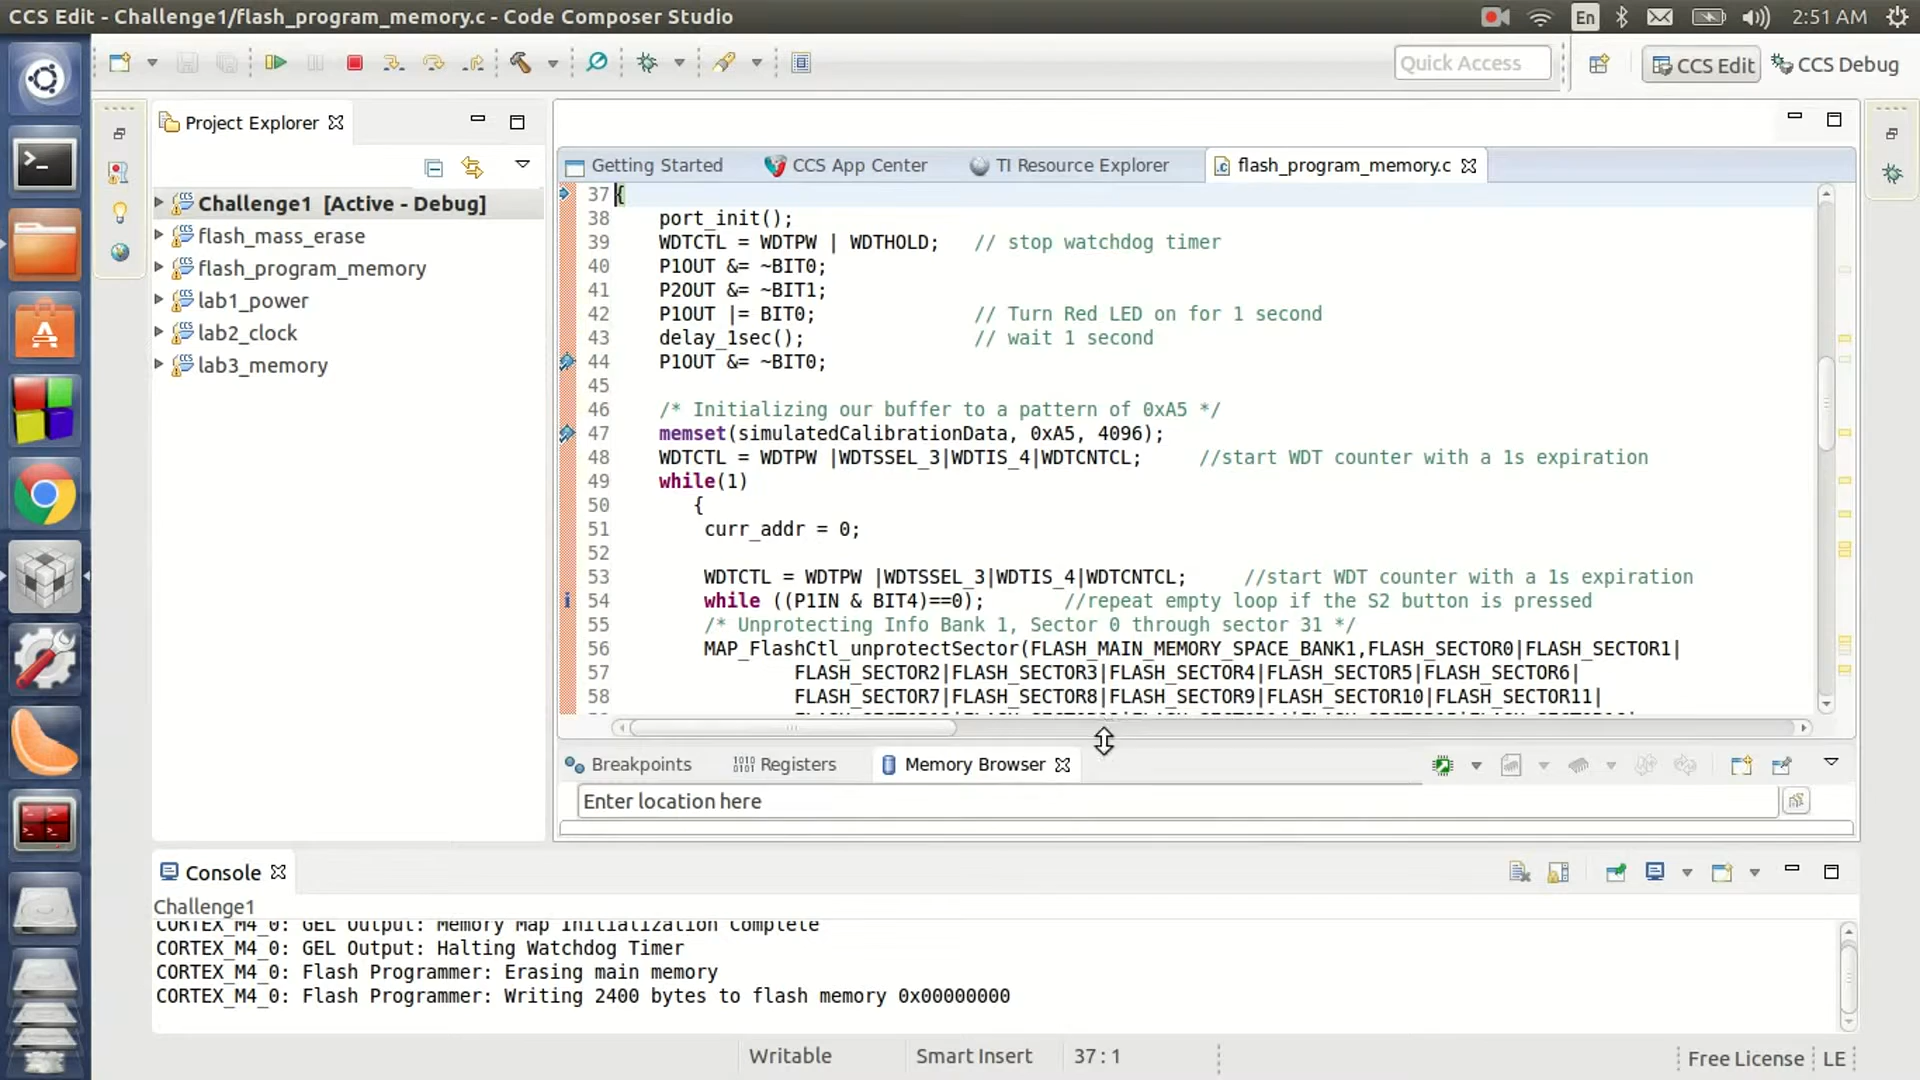 CCS Edit - Challenge1/flash_program_memory.c - Code Composer Studio
En
2:51 AM
Quick Access
CCS Edit
CCS Debug
Project Explorer
Challenge1 [Active - Debug]
flash_mass_erase
flash_program_memory
lab1_power
lab2_clock
lab3_memory
Getting Started
CCS App Center
TI Resource Explorer
flash_program_memory.c
37 {
38 port_init();
39 WDTCTL = WDTPW | WDTHOLD; // stop watchdog timer
40 P1OUT &= ~BIT0;
41 P2OUT &= ~BIT1;
42 P1OUT |= BIT0; // Turn Red LED on for 1 second
43 delay_1sec(); // wait 1 second
44 P1OUT &= ~BIT0;
45
46 /* Initializing our buffer to a pattern of 0xA5 */
47 memset(simulatedCalibrationData, 0xA5, 4096);
48 WDTCTL = WDTPW |WDTSSEL_3|WDTIS_4|WDTCNTCL; //start WDT counter with a 1s expiration
49 while(1)
50 {
51 curr_addr = 0;
52
53 WDTCTL = WDTPW |WDTSSEL_3|WDTIS_4|WDTCNTCL; //start WDT counter with a 1s expiration
54 while ((P1IN & BIT4)==0); //repeat empty loop if the S2 button is pressed
55 /* Unprotecting Info Bank 1, Sector 0 through sector 31 */
56 MAP_FlashCtl_unprotectSector(FLASH_MAIN_MEMORY_SPACE_BANK1,FLASH_SECTOR0|FLASH_SECTOR1|
57 FLASH_SECTOR2|FLASH_SECTOR3|FLASH_SECTOR4|FLASH_SECTOR5|FLASH_SECTOR6|
58 FLASH_SECTOR7|FLASH_SECTOR8|FLASH_SECTOR9|FLASH_SECTOR10|FLASH_SECTOR11|
Breakpoints
Registers
Memory Browser
Enter location here
Console
Challenge1
CORTEX_M4_0: GEL Output: Memory Map Initialization Complete
CORTEX_M4_0: GEL Output: Halting Watchdog Timer
CORTEX_M4_0: Flash Programmer: Erasing main memory
CORTEX_M4_0: Flash Programmer: Writing 2400 bytes to flash memory 0x00000000
Writable
Smart Insert
37 : 1
Free License
LE